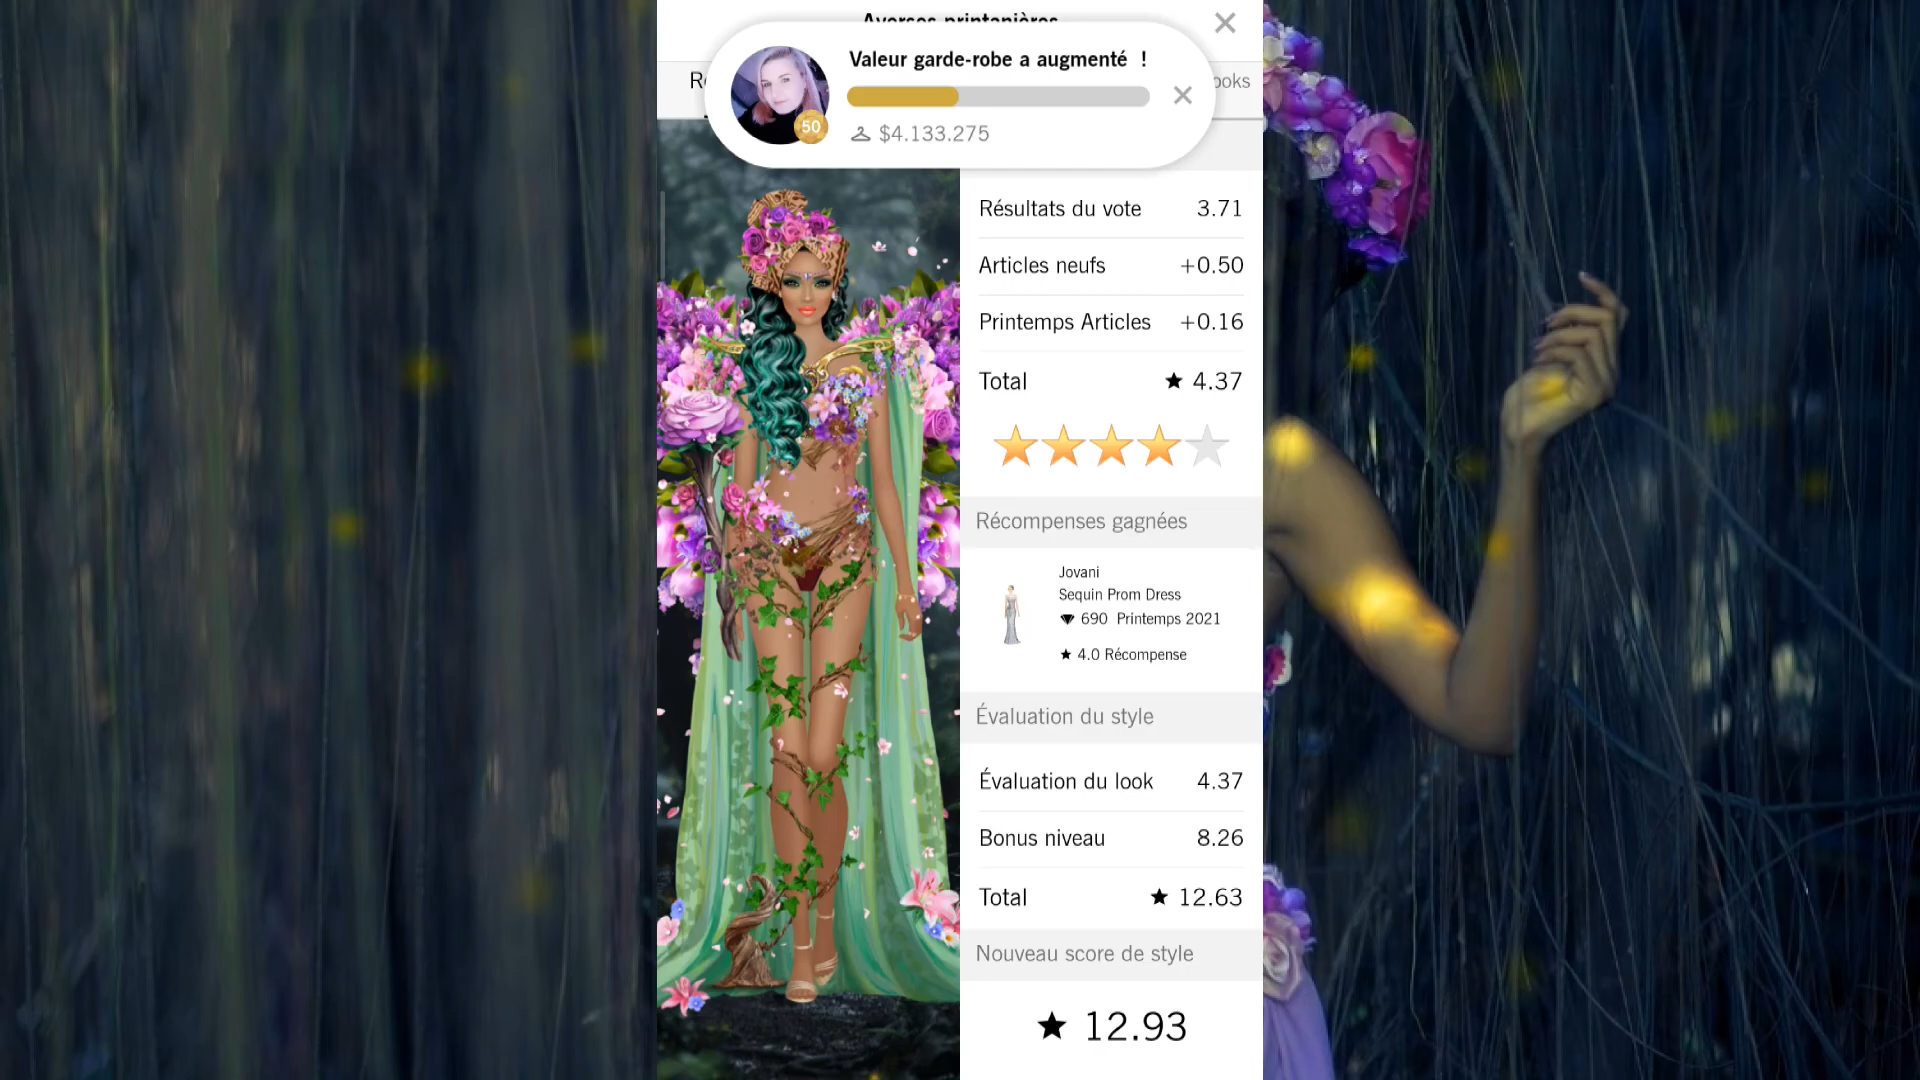 Averses printanières
Valeur garde-robe a augmenté !
50
$4.133.275
ooks
Résultats du vote 3.71
Articles neufs +0.50
Printemps Articles +0.16
Total ★ 4.37
Récompenses gagnées
Jovani
Sequin Prom Dress
690 Printemps 2021
★ 4.0 Récompense
Évaluation du style
Évaluation du look 4.37
Bonus niveau 8.26
Total ★ 12.63
Nouveau score de style
★ 12.93